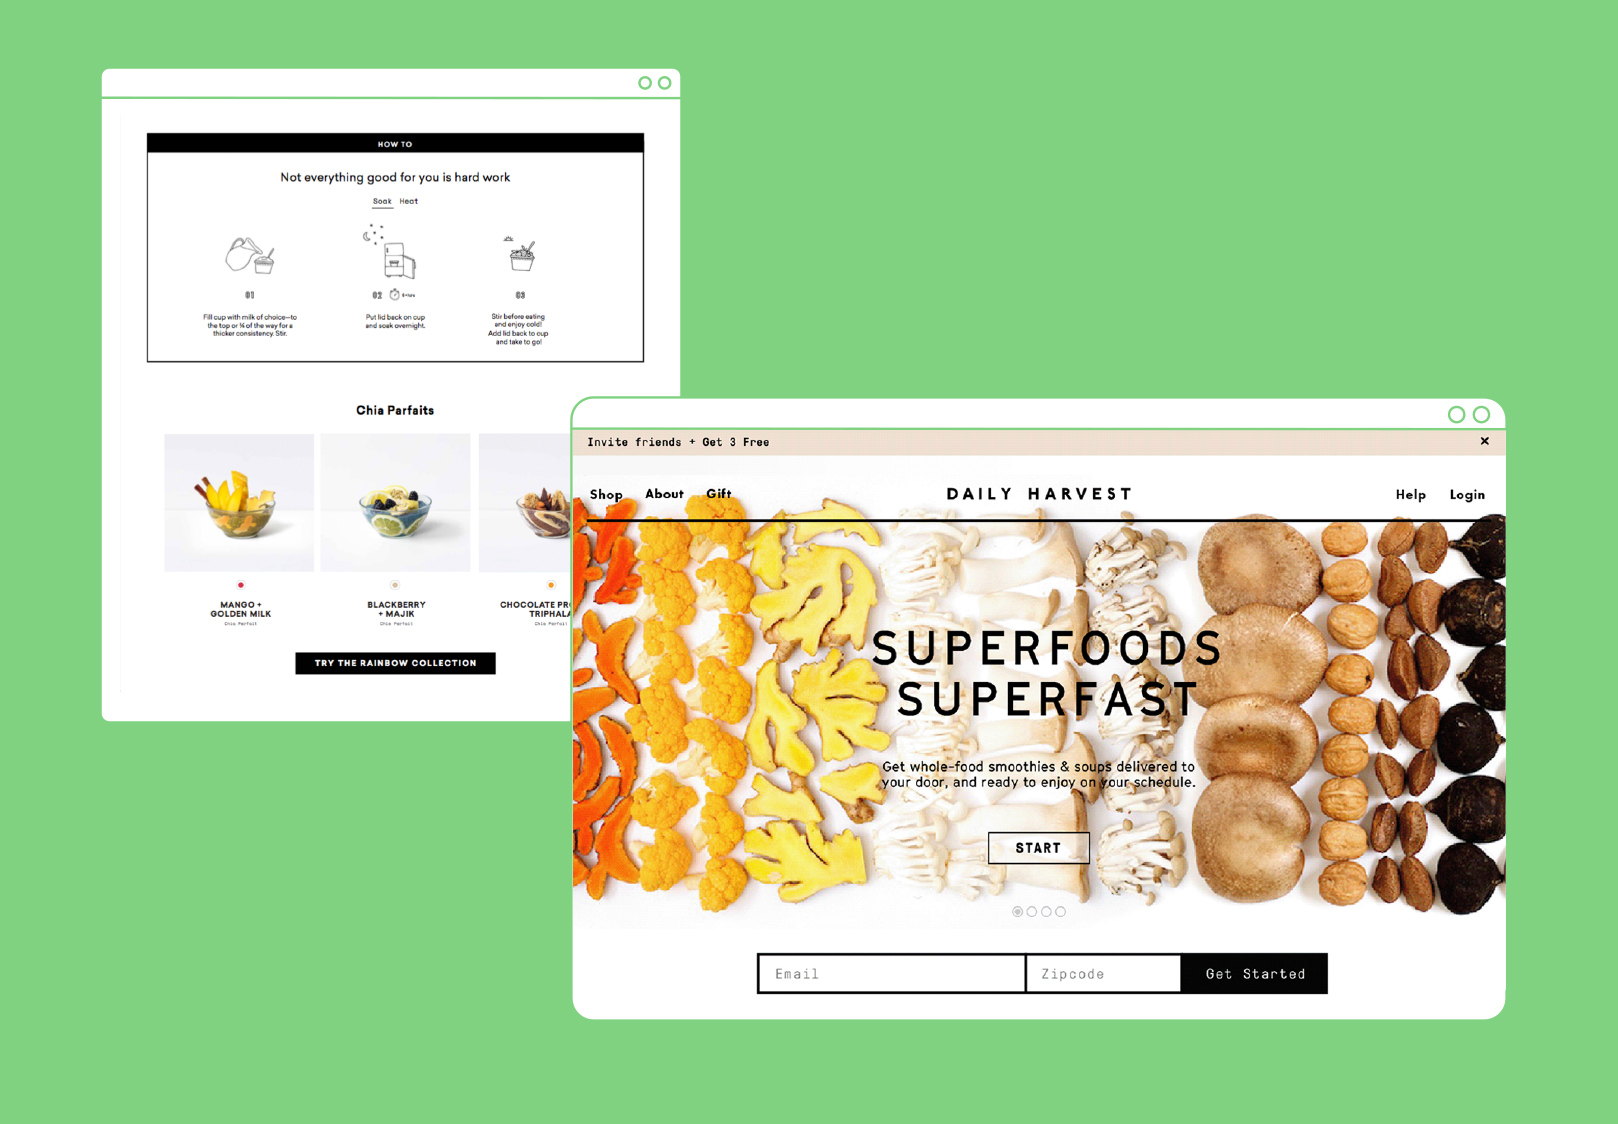 HOW TO
Not everything good for you is hard work
Soak Heat
01
Fill cup with milk of choice—to
the top or ¾ of the way for a
thicker consistency. Stir.
02
Put lid back on cup
and soak overnight.
03
Stir before eating
and enjoy cold!
Add lid back to cup
and take to go!
Chia Parfaits
MANGO +
GOLDEN MILK
Chia Parfait
BLACKBERRY
+ MAJIK
Chia Parfait
CHOCOLATE PRO
TRIPHALA
Chia Parf
TRY THE RAINBOW COLLECTION
Invite friends + Get 3 Free
Shop About Gift DAILY HARVEST Help Login
SUPERFOODS
SUPERFAST
Get whole-food smoothies & soups delivered to
your door, and ready to enjoy on your schedule.
START
Email Zipcode Get Started